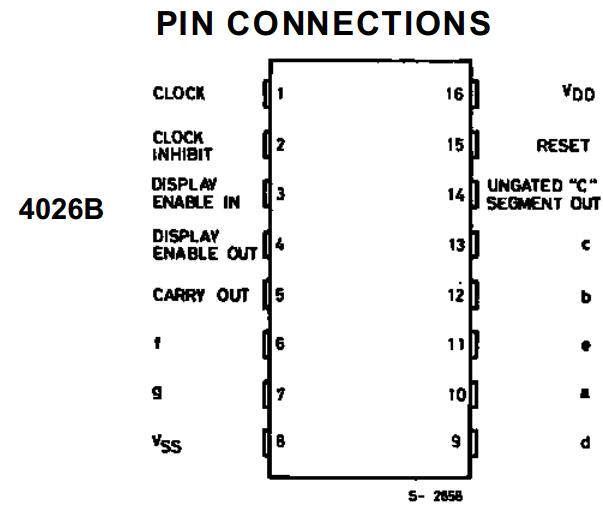 PIN CONNECTIONS
CLOCK 1 16 VDD
CLOCK
INHIBIT 2 15 RESET
DISPLAY
ENABLE IN 3 14 UNGATED "C"
SEGMENT OUT
4026B
DISPLAY
ENABLE OUT 4 13 c
CARRY OUT 5 12 b
f 6 11 e
g 7 10 a
VSS 8 9 d
S- 2658